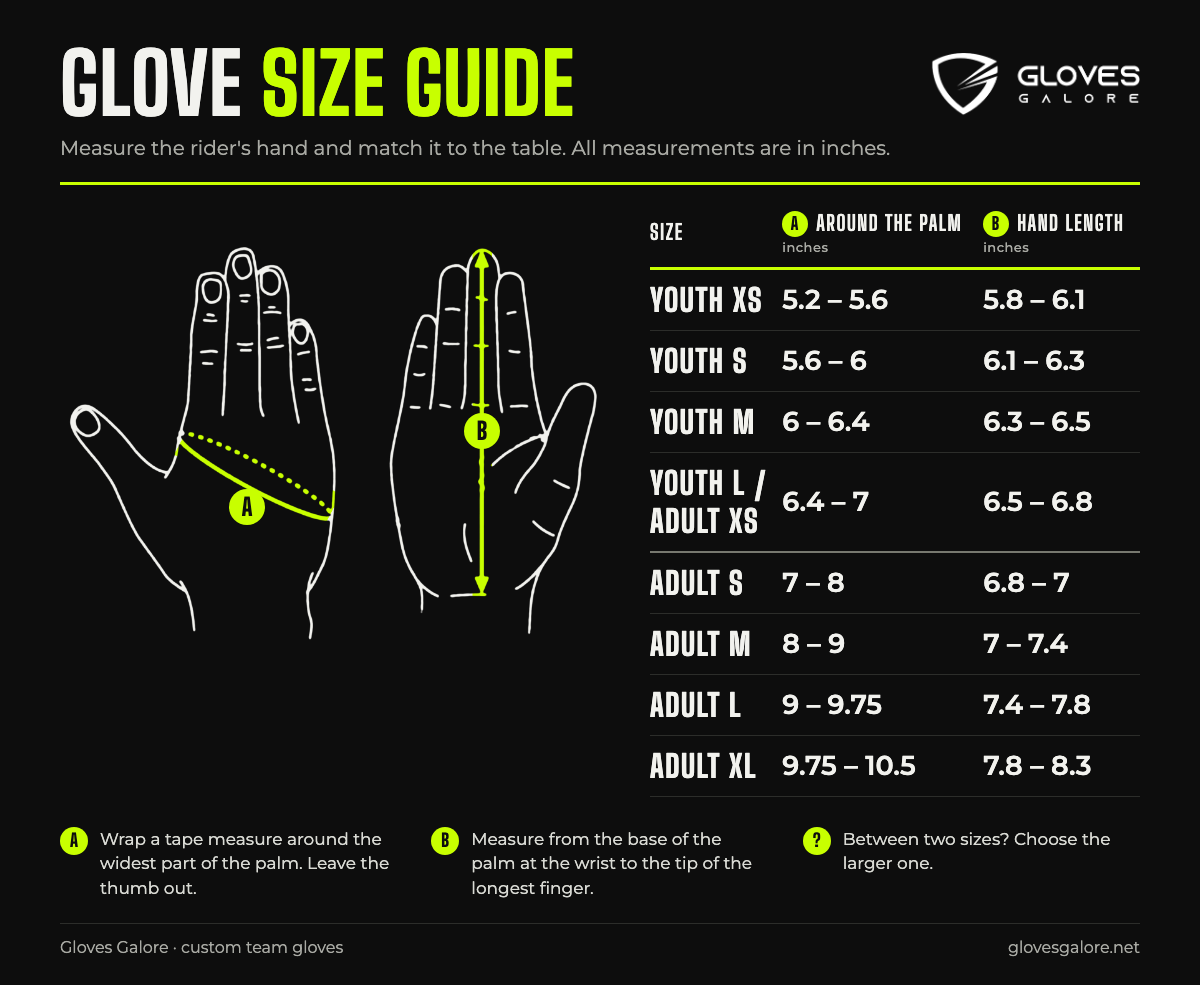 GLOVE SIZE GUIDE
GLOVES
GALORE
Measure the rider's hand and match it to the table. All measurements are in inches.
SIZE
A AROUND THE PALM
inches
B HAND LENGTH
inches
YOUTH XS 5.2 – 5.6 5.8 – 6.1
YOUTH S 5.6 – 6 6.1 – 6.3
YOUTH M 6 – 6.4 6.3 – 6.5
YOUTH L /
ADULT XS 6.4 – 7 6.5 – 6.8
ADULT S 7 – 8 6.8 – 7
ADULT M 8 – 9 7 – 7.4
ADULT L 9 – 9.75 7.4 – 7.8
ADULT XL 9.75 – 10.5 7.8 – 8.3
A
B
A Wrap a tape measure around the
widest part of the palm. Leave the
thumb out.
B Measure from the base of the
palm at the wrist to the tip of the
longest finger.
? Between two sizes? Choose the
larger one.
Gloves Galore · custom team gloves
glovesgalore.net